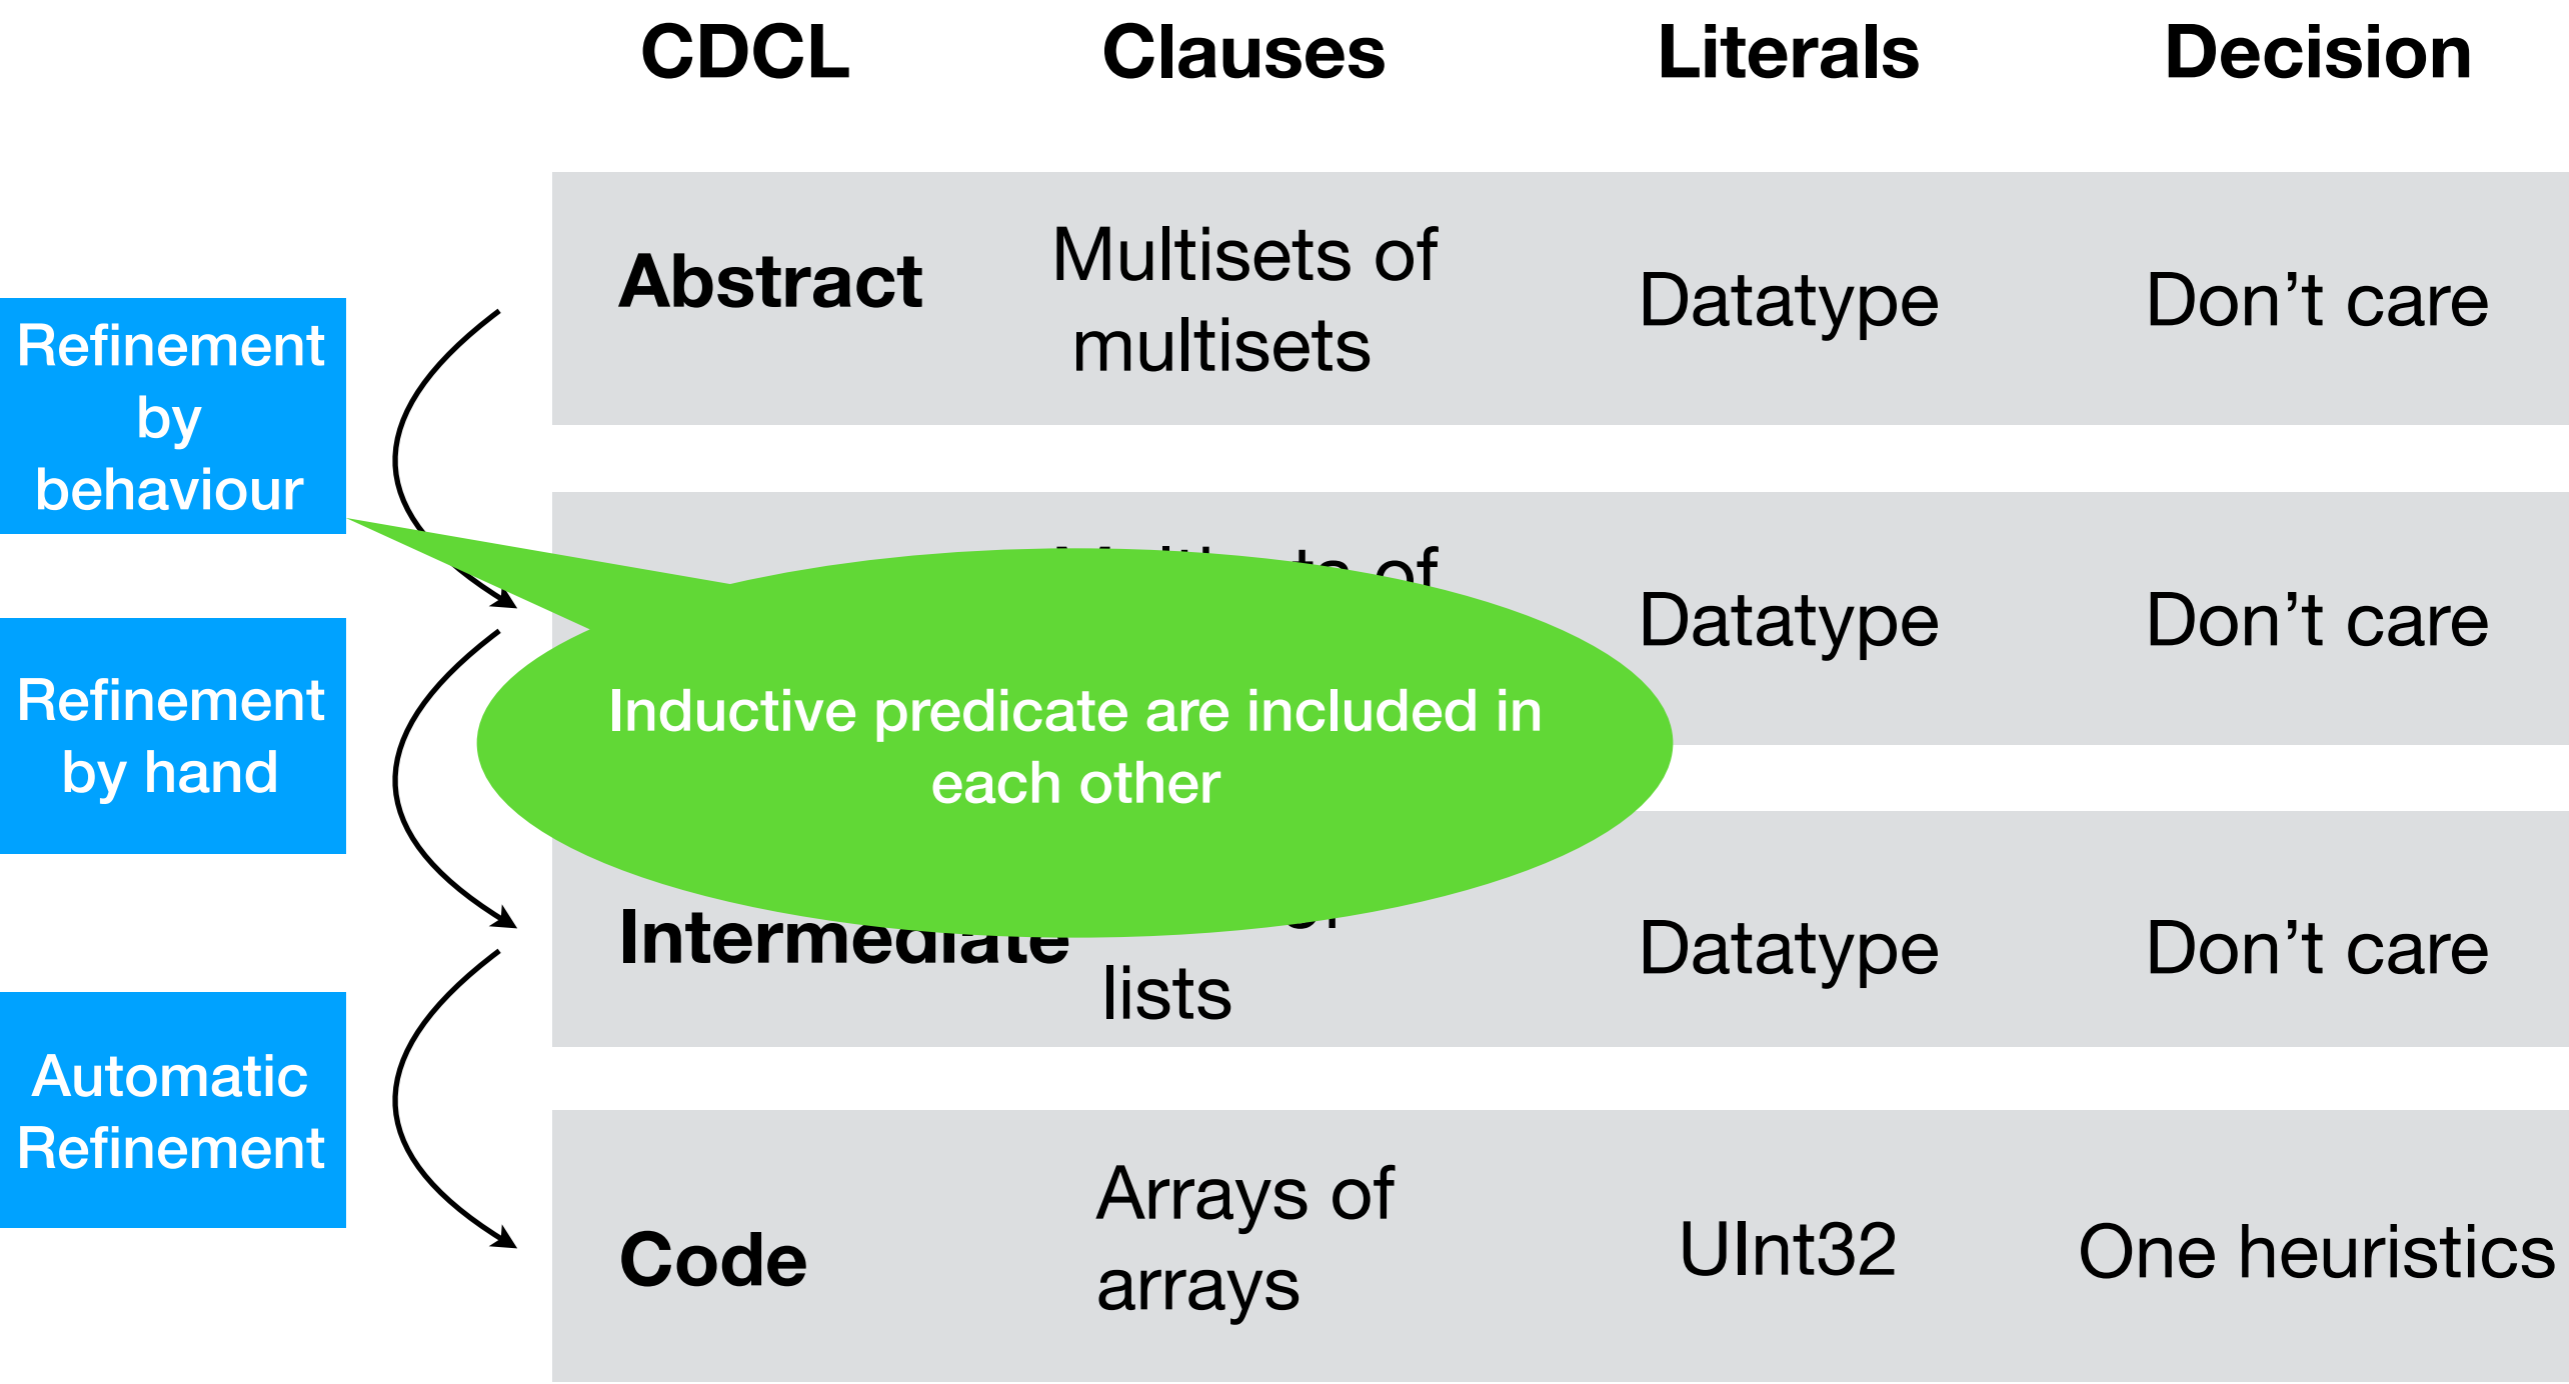 CDCL Clauses Literals Decision
Abstract
Multisets of
multisets
Datatype
Don’t care
Refinement
by
behaviour
of
Datatype
Don’t care
Refinement
by hand
Inductive predicate are included in
each other
Intermediate
lists
Datatype
Don’t care
Automatic
Refinement
Code
Arrays of
arrays
UInt32
One heuristics